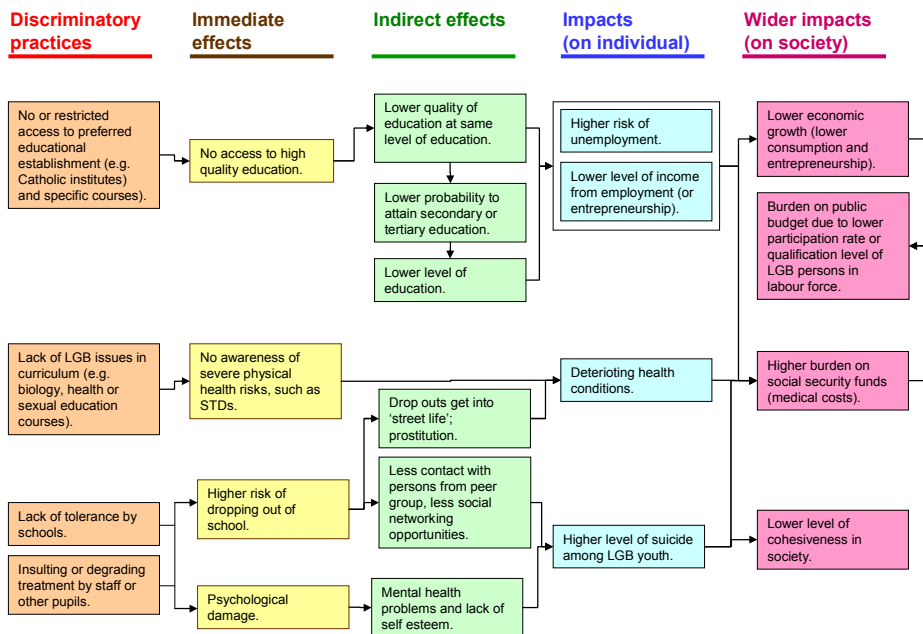 Discriminatory
practices
Immediate
effects
Indirect effects
Impacts
(on individual)
Wider impacts
(on society)
No or restricted
access to preferred
educational
establishment (e.g.
Catholic institutes)
and specific courses).
No access to high
quality education.
Lower quality of
education at same
level of education.
Lower probability to
attain secondary or
tertiary education.
Lower level of
education.
Higher risk of
unemployment.
Lower level of income
from employment (or
entrepreneurship).
Lower economic
growth (lower
consumption and
entrepreneurship).
Burden on public
budget due to lower
participation rate or
qualification level of
LGB persons in
labour force.
Lack of LGB issues in
curriculum (e.g.
biology, health or
sexual education
courses).
No awareness of
severe physical
health risks, such as
STDs.
Drop outs get into
‘street life’;
prostitution.
Deterioting health
conditions.
Higher burden on
social security funds
(medical costs).
Lack of tolerance by
schools.
Insulting or degrading
treatment by staff or
other pupils.
Higher risk of
dropping out of
school.
Psychological
damage.
Less contact with
persons from peer
group, less social
networking
opportunities.
Mental health
problems and lack of
self esteem.
Higher level of suicide
among LGB youth.
Lower level of
cohesiveness in
society.